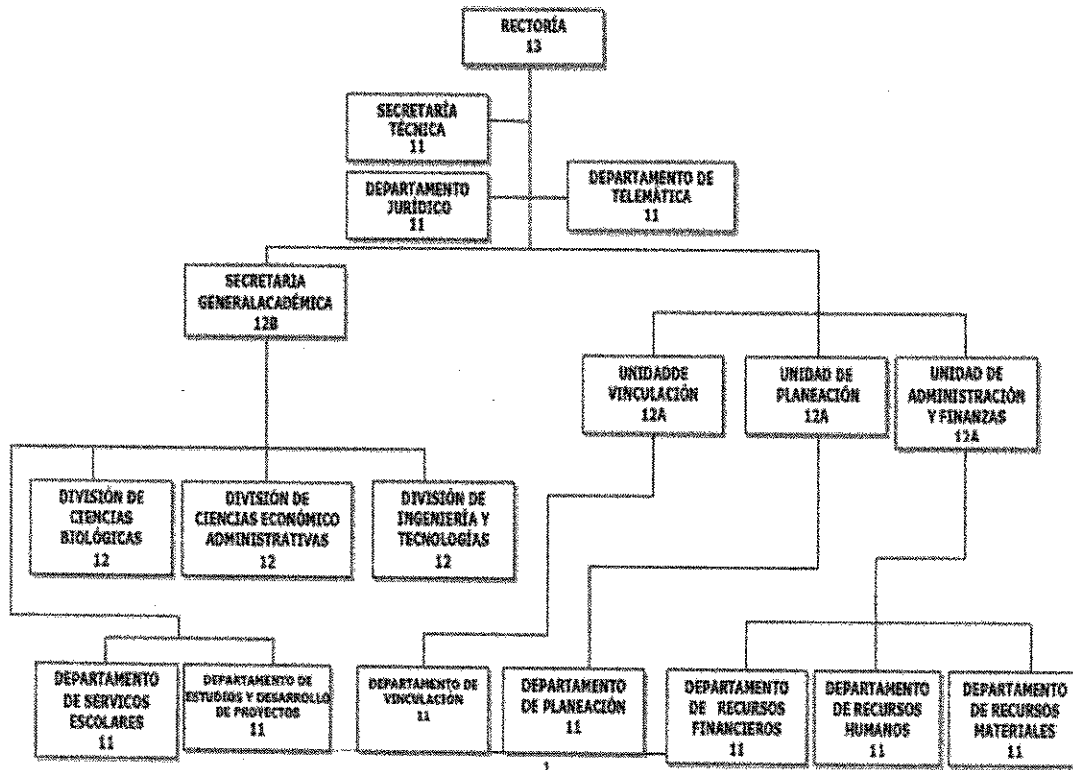 RECTORÍA
13
SECRETARÍA
TÉCNICA
11
DEPARTAMENTO
JURÍDICO
11
DEPARTAMENTO DE
TELEMÁTICA
11
SECRETARIA
GENERALACADÉMICA
12B
UNIDADDE
VINCULACIÓN
12A
UNIDAD DE
PLANEACIÓN
12A
UNIDAD DE
ADMINISTRACIÓN
Y FINANZAS
12A
DIVISIÓN DE
CIENCIAS
BIOLÓGICAS
12
DIVISIÓN DE
CIENCIAS ECONÓMICO
ADMINISTRATIVAS
12
DIVISIÓN DE
INGENIERÍA Y
TECNOLOGÍAS
12
DEPARTAMENTO
DE SERVICOS
ESCOLARES
11
DEPARTAMENTO DE
ESTUDIOS Y DESARROLLO
DE PROYECTOS
11
DEPARTAMENTO DE
VINCULACIÓN
11
DEPARTAMENTO
DE PLANEACIÓN
11
DEPARTAMENTO
DE RECURSOS
FINANCIEROS
11
DEPARTAMENTO
DE RECURSOS
HUMANOS
11
DEPARTAMENTO
DE RECURSOS
MATERIALES
11
1